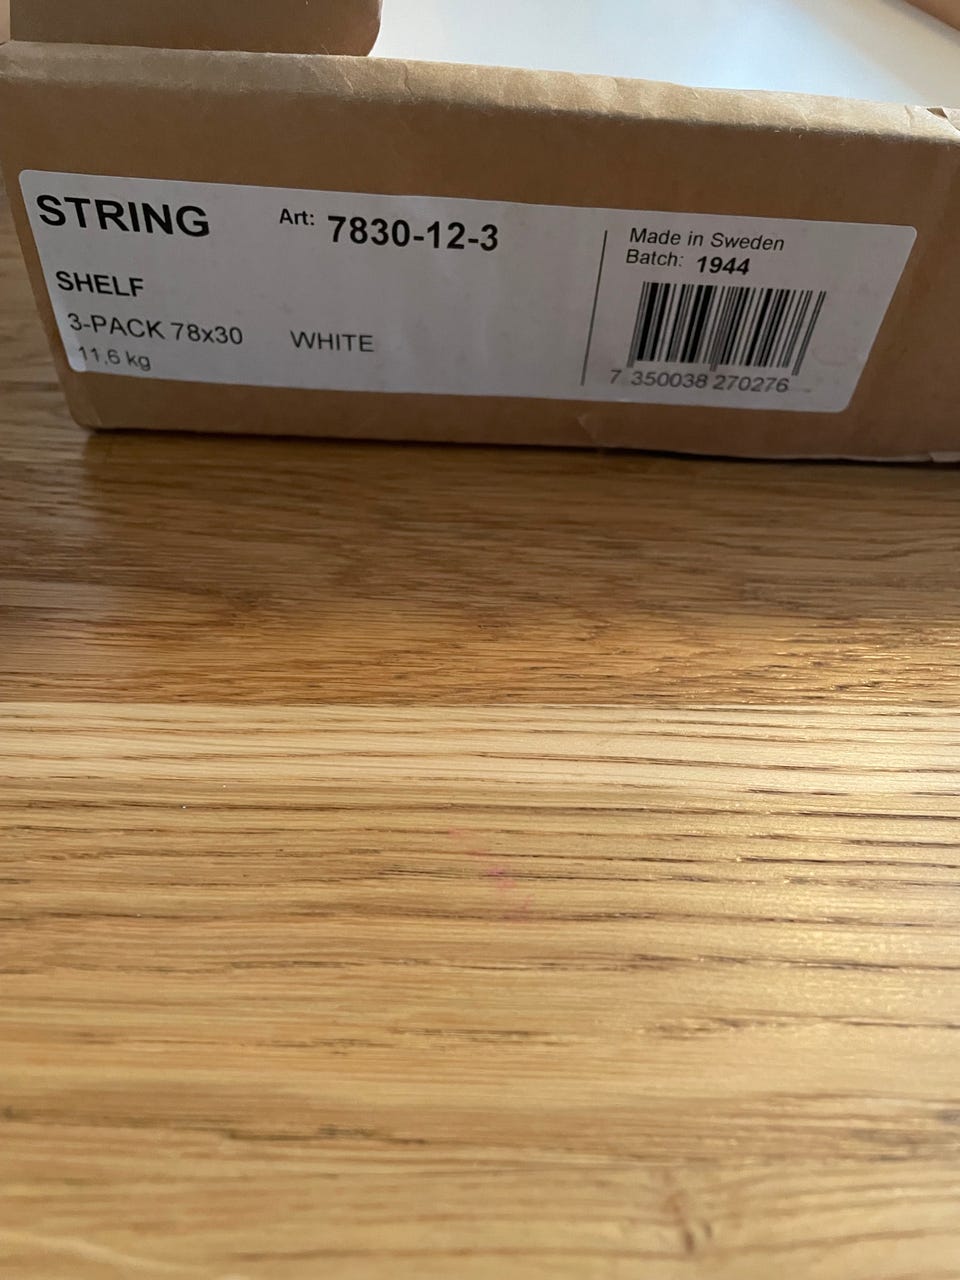 STRING
Art: 7830-12-3
SHELF
3-PACK 78x30 WHITE
11,6 kg
Made in Sweden
Batch: 1944
7 350038 270276